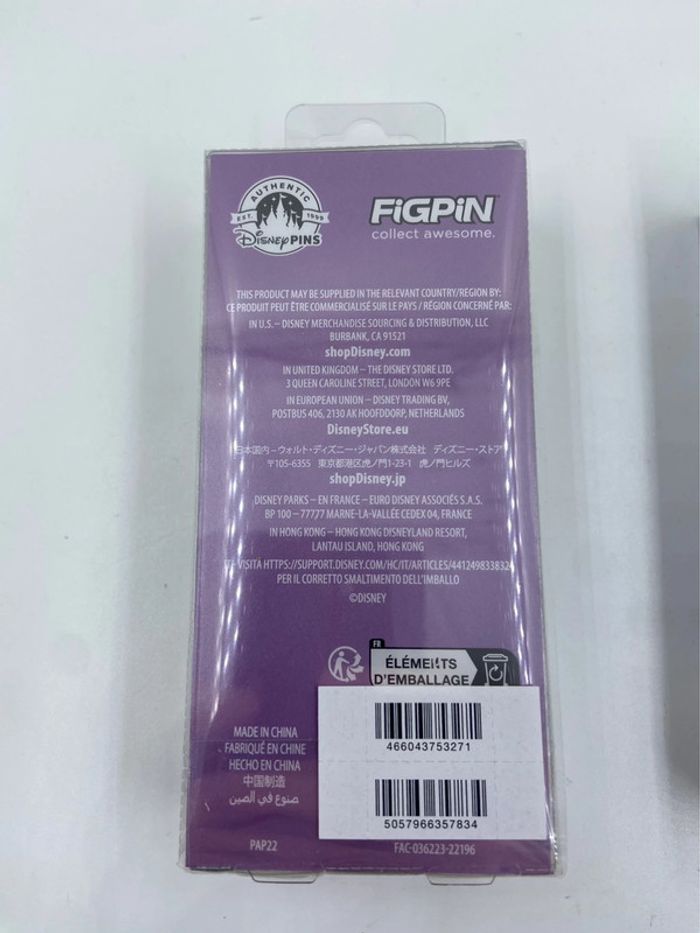 AUTHENTIC
EST. 1999
Disney PINS
FiGPiN
collect awesome.
THIS PRODUCT MAY BE SUPPLIED IN THE RELEVANT COUNTRY/REGION BY:
CE PRODUIT PEUT ÊTRE COMMERCIALISÉ SUR LE PAYS / RÉGION CONCERNÉ PAR:
IN U.S. – DISNEY MERCHANDISE SOURCING & DISTRIBUTION, LLC
BURBANK, CA 91521
shopDisney.com
IN UNITED KINGDOM – THE DISNEY STORE LTD.
3 QUEEN CAROLINE STREET, LONDON W6 9PE
IN EUROPEAN UNION – DISNEY TRADING BV,
POSTBUS 406, 2130 AK HOOFDDORP, NETHERLANDS
DisneyStore.eu
日本国内 – ウォルト・ディズニー・ジャパン株式会社 ディズニー・ストア
〒105-6355 東京都港区虎ノ門1-23-1 虎ノ門ヒルズ
shopDisney.jp
DISNEY PARKS – EN FRANCE – EURO DISNEY ASSOCIÉS S.A.S.
BP 100 – 77777 MARNE-LA-VALLÉE CEDEX 04, FRANCE
IN HONG KONG – HONG KONG DISNEYLAND RESORT,
LANTAU ISLAND, HONG KONG
VISITA HTTPS://SUPPORT.DISNEY.COM/HC/IT/ARTICLES/4412498338324
PER IL CORRETTO SMALTIMENTO DELL'IMBALLO
©DISNEY
FR
ÉLÉMENTS
D'EMBALLAGE
466043753271
5057966357834
MADE IN CHINA
FABRIQUÉ EN CHINE
HECHO EN CHINA
中国制造
صنوع في الصين
PAP22
FAC-036223-22196